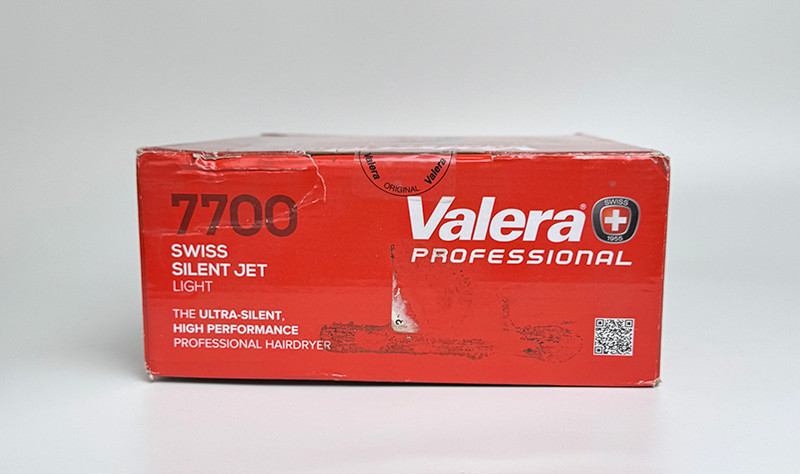 Valera ORIGINAL Valera
7700
SWISS
SILENT JET
LIGHT
THE ULTRA-SILENT,
HIGH PERFORMANCE
PROFESSIONAL HAIRDRYER
Valera®
PROFESSIONAL
SWISS
1955